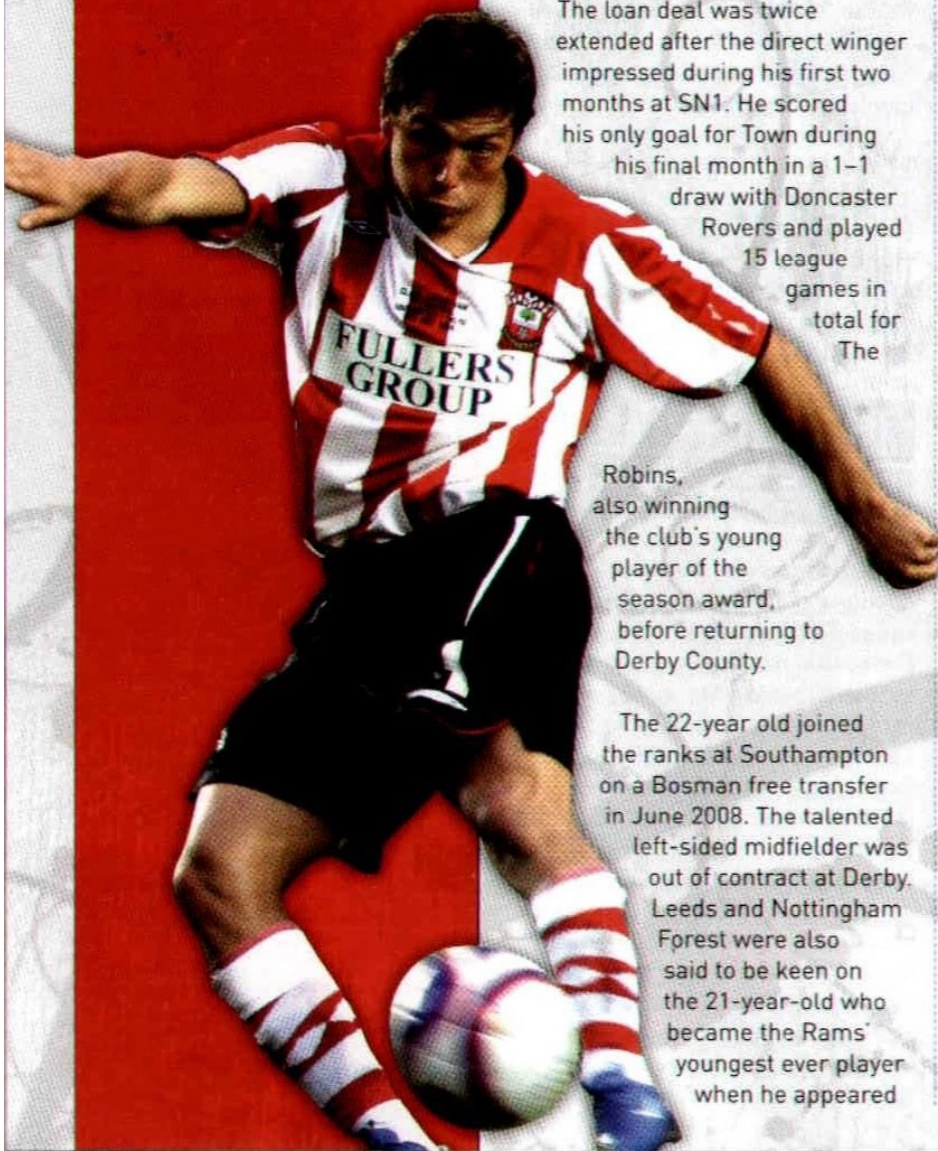 The loan deal was twice
extended after the direct winger
impressed during his first two
months at SN1. He scored
his only goal for Town during
his final month in a 1–1
draw with Doncaster
Rovers and played
15 league
games in
total for
The
FULLERS
GROUP
Robins,
also winning
the club's young
player of the
season award,
before returning to
Derby County.
The 22-year old joined
the ranks at Southampton
on a Bosman free transfer
in June 2008. The talented
left-sided midfielder was
out of contract at Derby.
Leeds and Nottingham
Forest were also
said to be keen on
the 21-year-old who
became the Rams'
youngest ever player
when he appeared